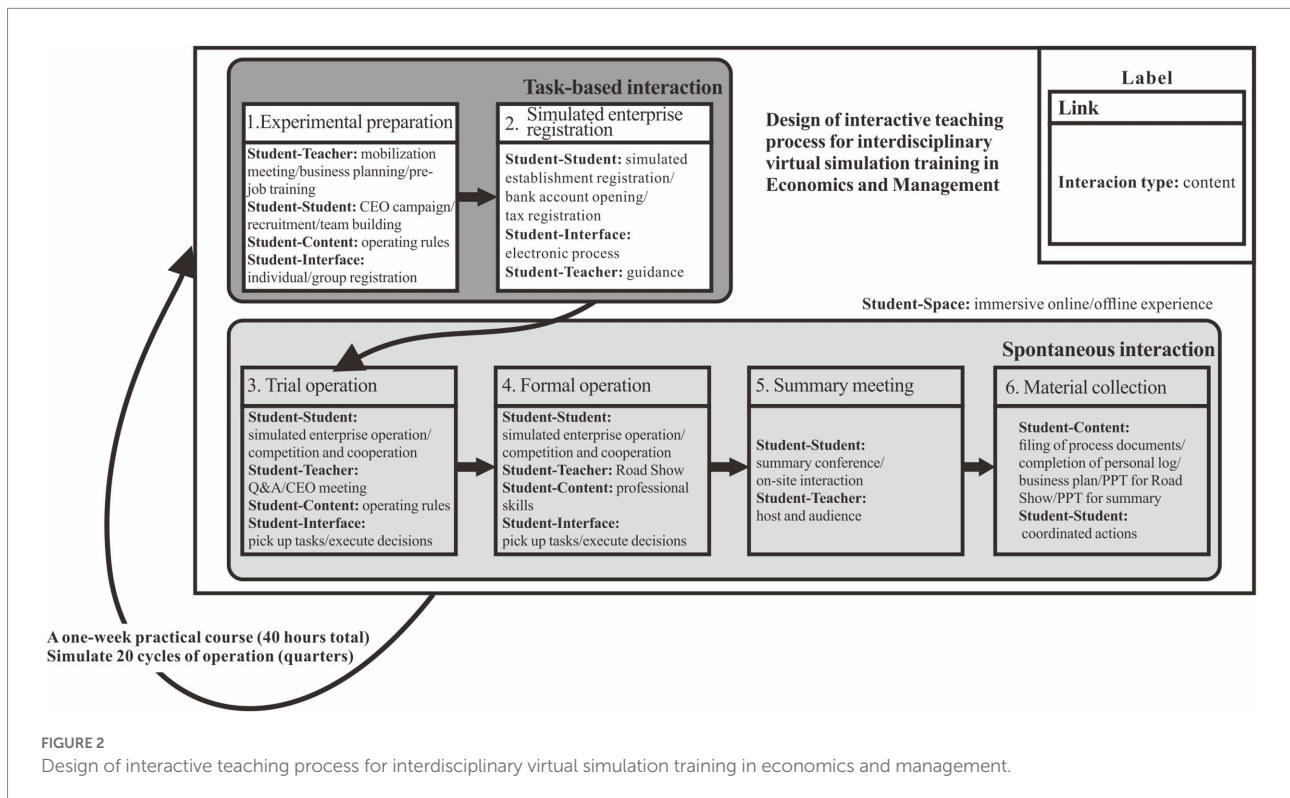 Task-based interaction
1.Experimental preparation
Student-Teacher: mobilization
meeting/business planning/pre-
job training
Student-Student: CEO campaign/
recruitment/team building
Student-Content: operating rules
Student-Interface:
individual/group registration
2. Simulated enterprise
registration
Student-Student: simulated
establishment registration/
bank account opening/
tax registration
Student-Interface:
electronic process
Student-Teacher: guidance
Design of interactive teaching
process for interdisciplinary
virtual simulation training in
Economics and Management
Label
Link
Interacion type: content
Student-Space: immersive online/offline experience
Spontaneous interaction
3. Trial operation
Student-Student:
simulated enterprise operation/
competition and cooperation
Student-Teacher:
Q&A/CEO meeting
Student-Content: operating rules
Student-Interface:
pick up tasks/execute decisions
4. Formal operation
Student-Student:
simulated enterprise operation/
competition and cooperation
Student-Teacher: Road Show
Student-Content: professional
skills
Student-Interface:
pick up tasks/execute decisions
5. Summary meeting
Student-Student:
summary conference/
on-site interaction
Student-Teacher:
host and audience
6. Material collection
Student-Content:
filing of process documents/
completion of personal log/
business plan/PPT for Road
Show/PPT for summary
Student-Student:
coordinated actions
A one-week practical course (40 hours total)
Simulate 20 cycles of operation (quarters)
FIGURE 2
Design of interactive teaching process for interdisciplinary virtual simulation training in economics and management.